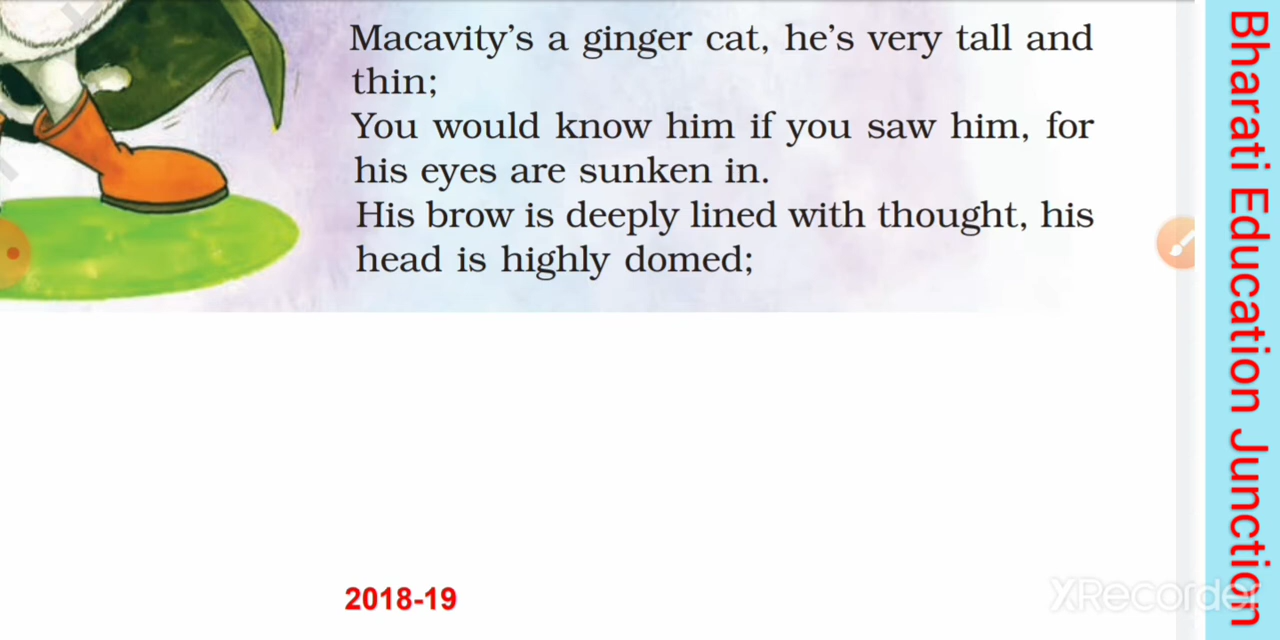 Macavity's a ginger cat, he's very tall and
thin;
You would know him if you saw him, for
his eyes are sunken in.
His brow is deeply lined with thought, his
head is highly domed;
2018-19
Bharati Education Junction
XRecorder